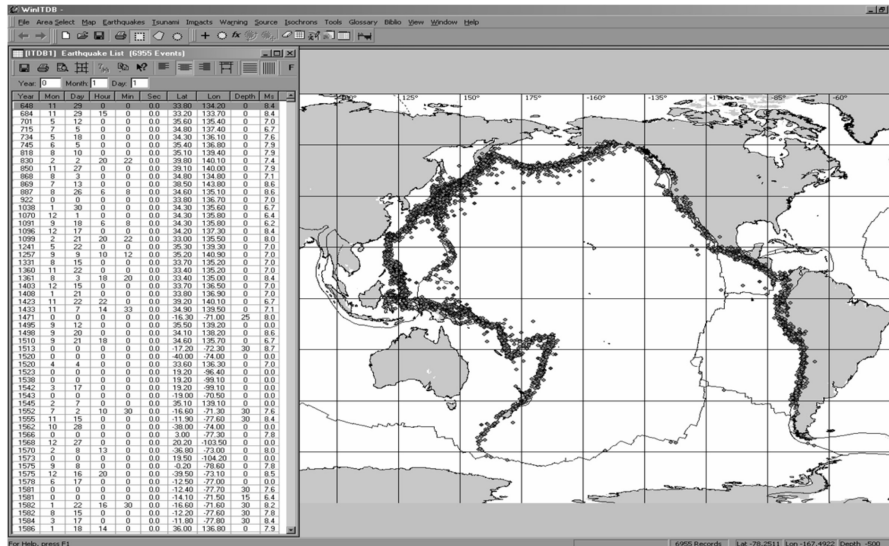 WinITDB -
File Area Select Map Earthquakes Tsunami Impacts Warning Source Isochrons Tools Glossary Biblio View Window Help
[ITDB1] Earthquake List (6955 Events)
Year: 0 Month: 1 Day: 1
Year Mon Day Hour Min Sec Lat Lon Depth Ms
648 11 29 0 0 0.0 33.80 134.20 0 8.4
684 11 29 15 0 0.0 33.20 133.70 0 8.4
701 5 12 0 0 0.0 35.60 135.40 0 7.0
715 7 5 0 0 0.0 34.80 137.40 0 6.7
734 5 18 0 0 0.0 34.30 136.10 0 7.6
745 6 5 0 0 0.0 35.40 136.80 0 7.9
818 8 10 0 0 0.0 35.10 139.40 0 7.9
830 2 2 20 22 0.0 39.80 140.10 0 7.4
850 11 27 0 0 0.0 39.10 140.00 0 7.9
868 8 3 0 0 0.0 34.80 134.80 0 7.1
869 7 13 0 0 0.0 38.50 143.80 0 8.6
887 8 26 6 8 0.0 34.60 135.10 0 8.6
922 0 0 0 0 0.0 33.80 136.70 0 7.0
1038 1 30 0 0 0.0 34.30 135.60 0 6.7
1070 12 1 0 0 0.0 34.30 135.80 0 6.4
1091 9 18 6 8 0.0 34.30 135.80 0 6.2
1096 12 17 0 0 0.0 34.20 137.30 0 8.4
1099 2 21 20 22 0.0 33.00 135.50 0 8.0
1241 5 22 0 0 0.0 35.30 139.30 0 7.0
1257 9 9 10 12 0.0 35.20 140.90 0 7.0
1331 8 15 0 0 0.0 33.70 135.20 0 7.0
1360 11 22 0 0 0.0 33.40 135.20 0 7.0
1361 8 3 18 20 0.0 33.40 135.00 0 8.4
1403 12 15 0 0 0.0 33.70 136.50 0 7.0
1408 1 21 0 0 0.0 33.80 136.90 0 7.0
1423 11 22 22 0 0.0 39.20 140.10 0 6.7
1433 11 7 14 33 0.0 34.90 139.50 0 7.1
1471 0 0 0 0 0.0 -16.30 -71.00 25 8.0
1495 9 12 0 0 0.0 35.50 139.20 0 0.0
1498 9 20 0 0 0.0 34.10 138.20 0 8.6
1510 9 21 18 0 0.0 34.60 135.70 0 6.7
1513 0 0 0 0 0.0 -17.20 -72.30 30 8.7
1520 0 0 0 0 0.0 -40.00 -74.00 0 0.0
1520 4 4 0 0 0.0 33.60 136.30 0 7.0
1523 0 0 0 0 0.0 19.20 -96.40 0 0.0
1538 0 0 0 0 0.0 19.20 -99.10 0 0.0
1542 3 17 0 0 0.0 19.20 -99.10 0 0.0
1543 0 0 0 0 0.0 -19.00 -70.50 0 0.0
1545 2 7 0 0 0.0 35.10 139.10 0 0.0
1552 7 2 10 30 0.0 -16.60 -71.30 30 7.6
1555 11 15 0 0 0.0 -11.90 -77.60 30 8.4
1562 10 28 0 0 0.0 -38.00 -74.00 0 0.0
1566 0 0 0 0 0.0 3.00 -77.30 0 7.8
1568 12 27 0 0 0.0 20.20 -103.50 0 0.0
1570 2 8 13 0 0.0 -36.80 -73.00 0 8.0
1573 0 0 0 0 0.0 19.50 -104.20 0 0.0
1575 9 8 0 0 0.0 -0.20 -78.60 0 7.8
1575 12 16 20 0 0.0 -39.50 -73.10 0 8.5
1578 6 17 0 0 0.0 -12.50 -77.00 0 0.0
1581 0 0 0 0 0.0 -12.40 -77.70 30 7.6
1581 0 0 0 0 0.0 -14.10 -71.50 15 6.4
1582 1 22 16 30 0.0 -16.60 -71.60 30 8.2
1582 8 15 0 0 0.0 -12.20 -77.60 30 7.8
1584 3 17 0 0 0.0 -11.80 -77.80 30 8.4
1586 1 18 14 0 0.0 36.00 136.80 0 7.9
125° 150° 175° -160° -135° -85° -60°
For Help, press F1
6955 Records Lat -78.2511 Lon -167.4922 Depth -500